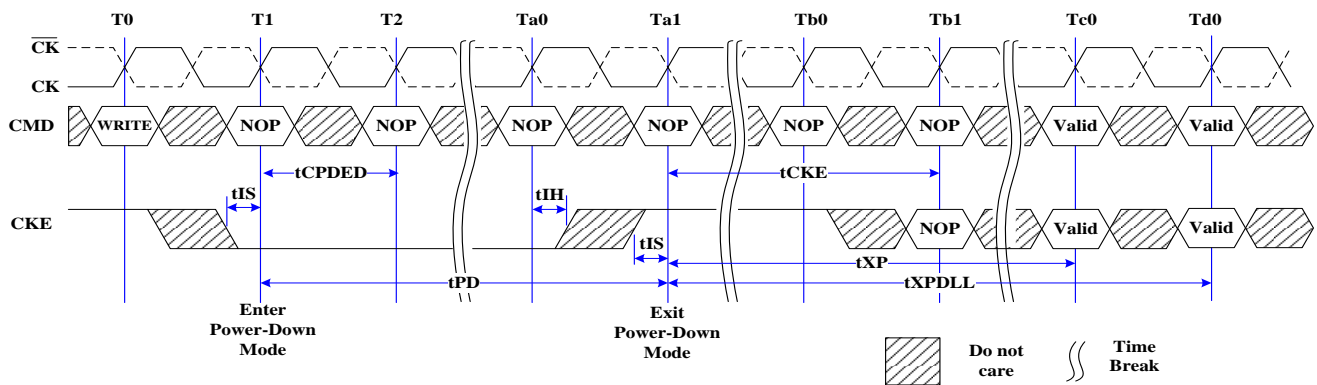 T0 T1 T2 Ta0 Ta1 Tb0 Tb1 Tc0 Td0
CK
CK
CMD WRITE NOP NOP NOP NOP NOP NOP Valid Valid
tCPDED tCKE
tIS tIH
CKE NOP Valid Valid
tIS
tXP
tPD tXPDLL
Enter
Power-Down
Mode
Exit
Power-Down
Mode
Do not
care
Time
Break